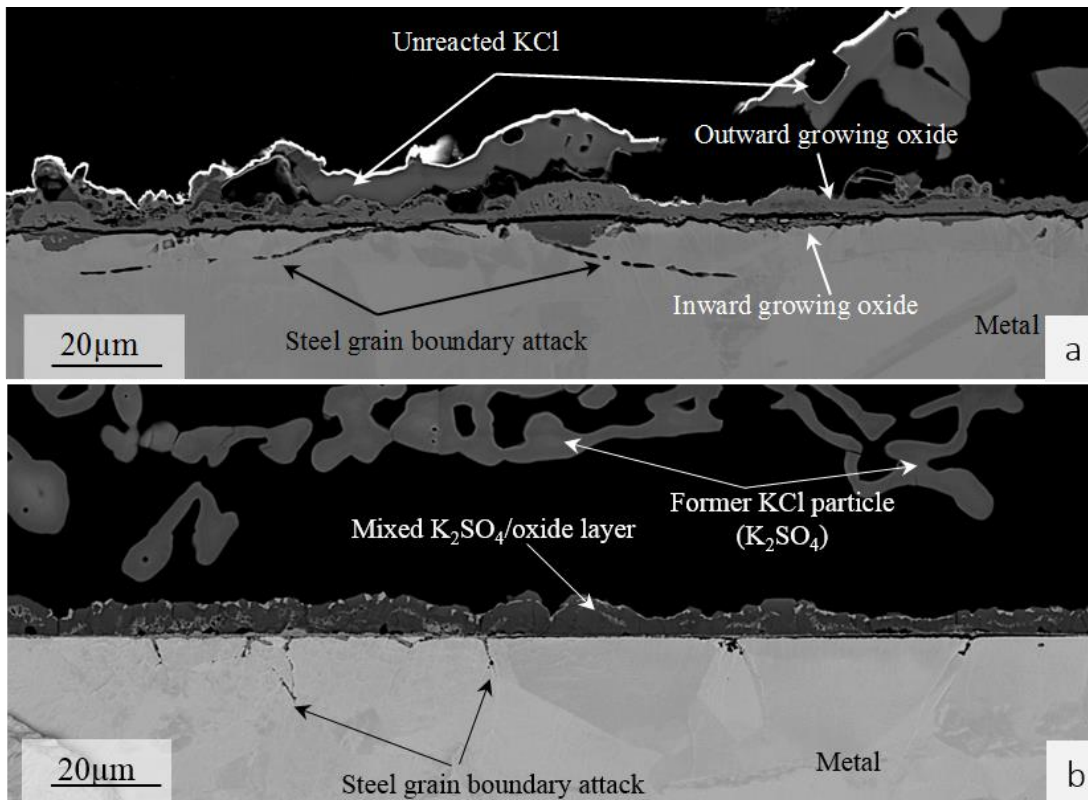 Unreacted KCl
Outward growing oxide
Inward growing oxide
Steel grain boundary attack
Metal
20µm
a
Former KCl particle
(K₂SO₄)
Mixed K₂SO₄/oxide layer
Steel grain boundary attack
Metal
20µm
b